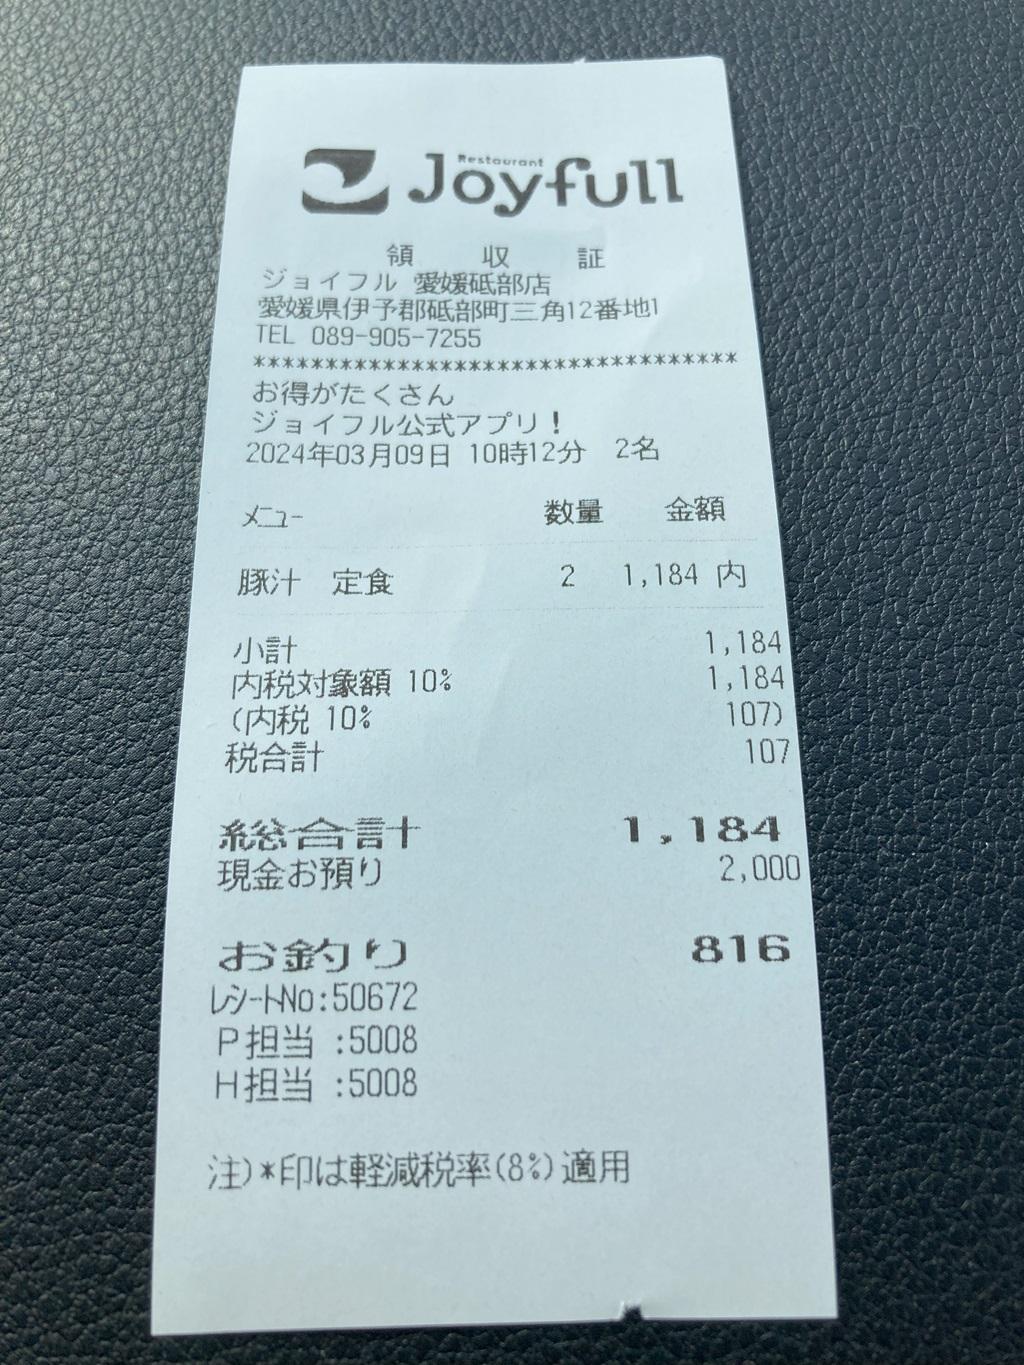 Restaurant
Joyfull
領 収 証
ジョイフル 愛媛砥部店
愛媛県伊予郡砥部町三角12番地1
TEL 089-905-7255
**********************************
お得がたくさん
ジョイフル公式アプリ!
2024年03月09日 10時12分 2名
メニュー 数量 金額
豚汁 定食 2 1,184 内
小計 1,184
内税対象額 10% 1,184
(内税 10% 107)
税合計 107
総合計 1,184
現金お預り 2,000
お釣り 816
レシートNo:50672
P担当 :5008
H担当 :5008
注)*印は軽減税率(8%)適用